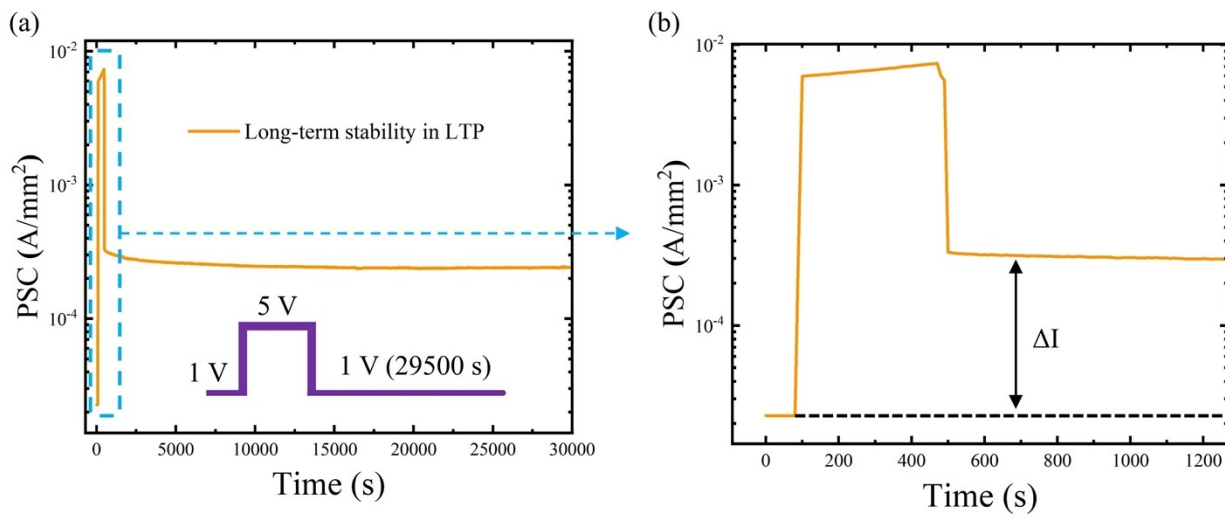 (a)
10⁻²
10⁻³
10⁻⁴
PSC (A/mm²)
Long-term stability in LTP
5 V
1 V
1 V (29500 s)
0 5000 10000 15000 20000 25000 30000
Time (s)
(b)
10⁻²
10⁻³
10⁻⁴
PSC (A/mm²)
ΔI
0 200 400 600 800 1000 1200
Time (s)